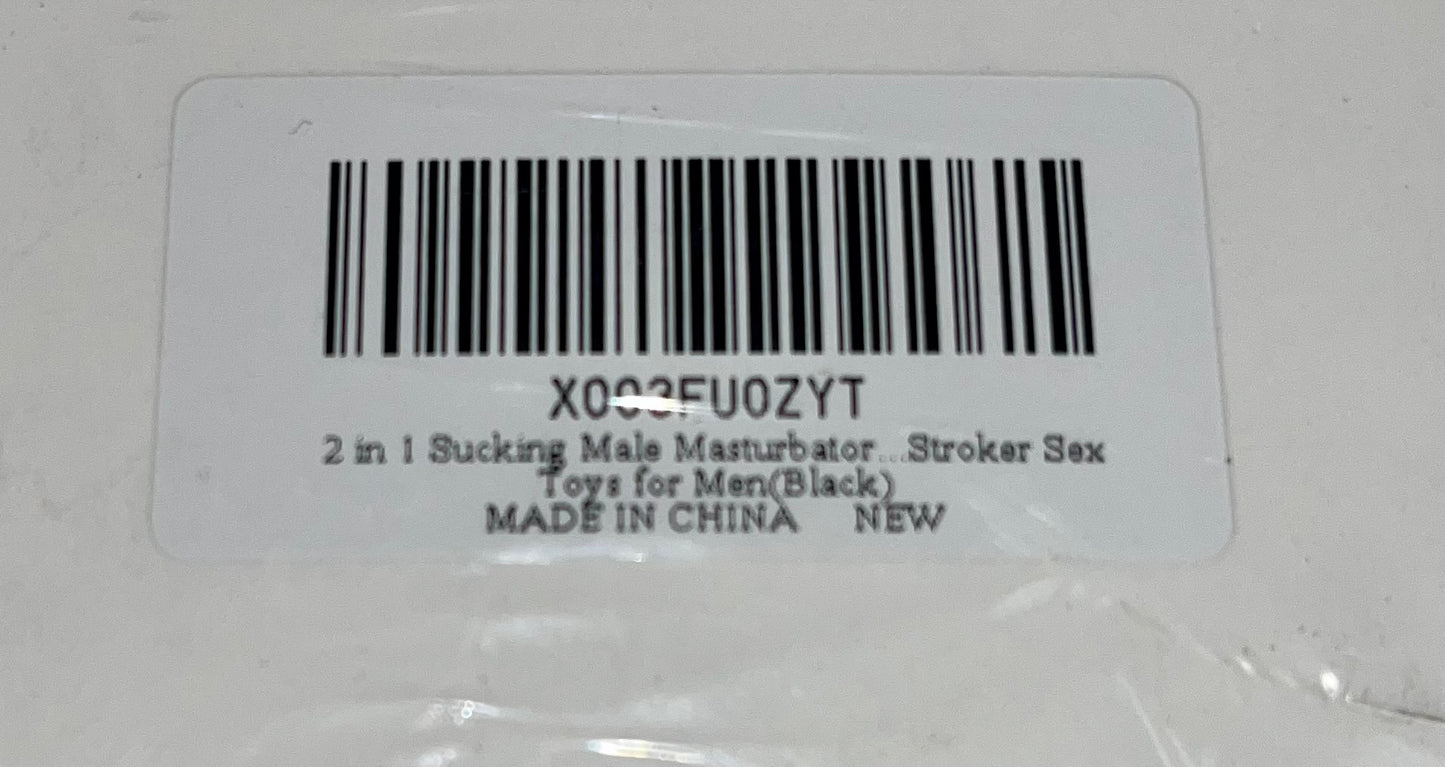 X003FU0ZYT
2 in 1 Sucking Male Masturbator...Stroker Sex
Toys for Men(Black)
MADE IN CHINA NEW